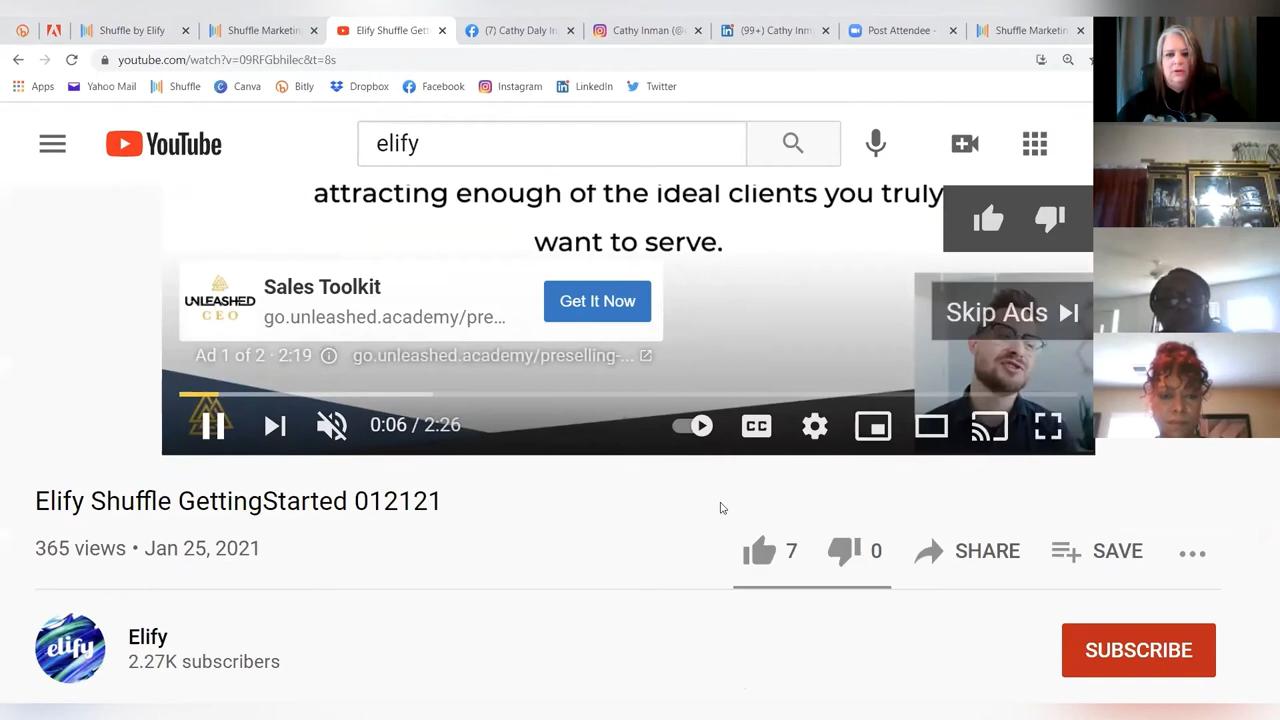 Shuffle by Elify
Shuffle Marketin
Elify Shuffle Gett
(7) Cathy Daly In
Cathy Inman (@
(99+) Cathy Inm
Post Attendee -
Shuffle Marketin
youtube.com/watch?v=09RFGbhilec&t=8s
Apps
Yahoo Mail
Shuffle
Canva
Bitly
Dropbox
Facebook
Instagram
LinkedIn
Twitter
YouTube
elify
attracting enough of the ideal clients you truly
want to serve.
UNLEASHED
CEO
Sales Toolkit
go.unleashed.academy/pre...
Get It Now
Skip Ads
Ad 1 of 2 · 2:19
go.unleashed.academy/preselling-...
0:06 / 2:26
CC
Elify Shuffle GettingStarted 012121
365 views • Jan 25, 2021
7
0
SHARE
SAVE
elify
Elify
2.27K subscribers
SUBSCRIBE